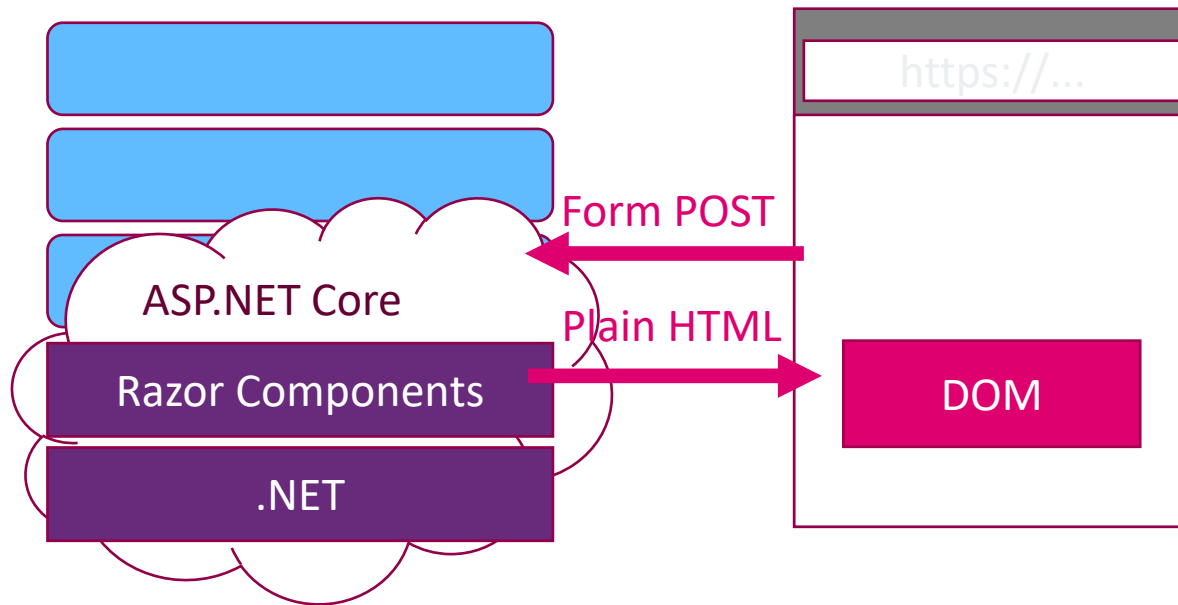 https://...
Form POST
ASP.NET Core
Plain HTML
Razor Components
DOM
.NET